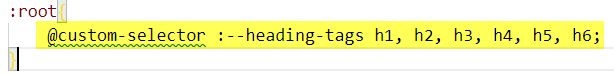 :root{
@custom-selector :--heading-tags h1, h2, h3, h4, h5, h6;
}